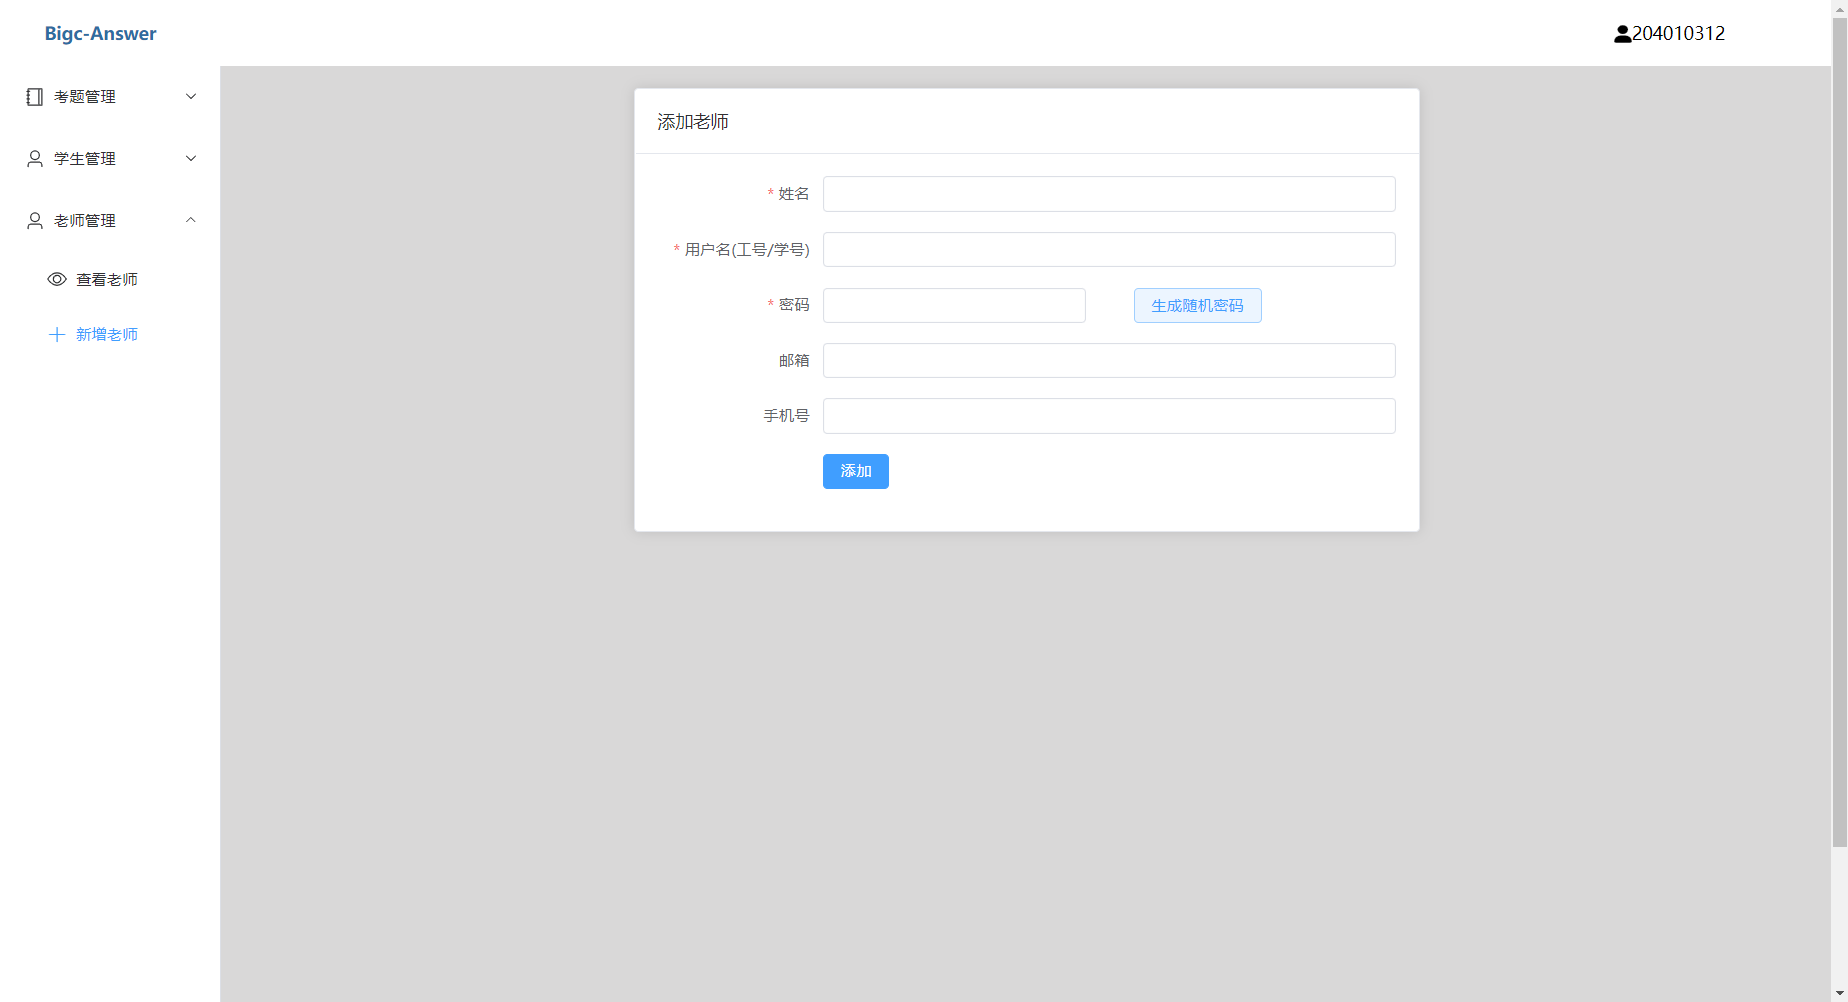 Bigc-Answer
204010312
考题管理
学生管理
老师管理
查看老师
新增老师
添加老师
* 姓名
* 用户名(工号/学号)
* 密码
生成随机密码
邮箱
手机号
添加